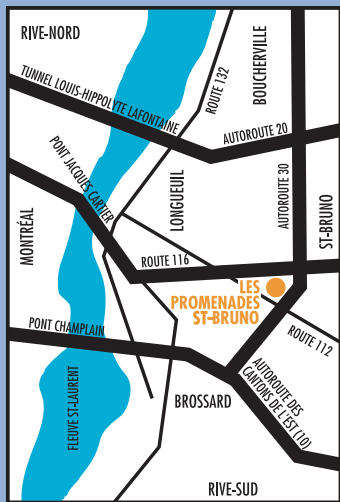 RIVE-NORD
BOUCHERVILLE
ROUTE 132
TUNNEL LOUIS-HIPPOLYTE LAFONTAINE
AUTOROUTE 20
PONT JACQUES CARTIER
LONGUEUIL
AUTOROUTE 30
ST-BRUNO
MONTRÉAL
ROUTE 116
LES
PROMENADES
ST-BRUNO
PONT CHAMPLAIN
ROUTE 112
FLEUVE ST-LAURENT
BROSSARD
AUTOROUTE DES
CANTONS DE L'EST (10)
RIVE-SUD